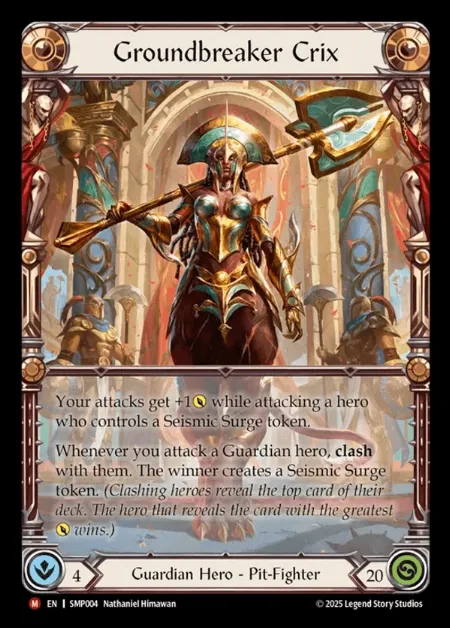 Groundbreaker Crix
Your attacks get +1 while attacking a hero
who controls a Seismic Surge token.
Whenever you attack a Guardian hero, clash
with them. The winner creates a Seismic Surge
token. (Clashing heroes reveal the top card of their
deck. The hero that reveals the card with the greatest
wins.)
4
Guardian Hero - Pit-Fighter
20
M EN | SMP004 Nathaniel Himawan
© 2025 Legend Story Studios